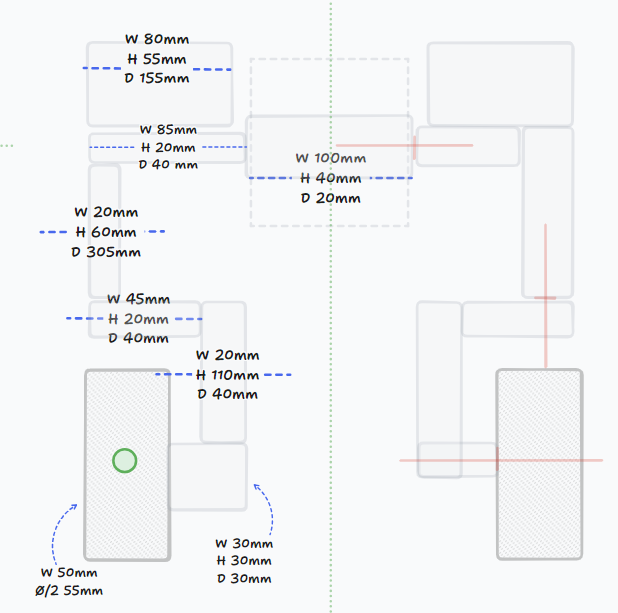 W 80mm
H 55mm
D 155mm
W 85mm
H 20mm
D 40 mm
W 100mm
H 40mm
D 20mm
W 20mm
H 60mm
D 305mm
W 45mm
H 20mm
D 40mm
W 20mm
H 110mm
D 40mm
W 30mm
H 30mm
D 30mm
W 50mm
Ø/2 55mm